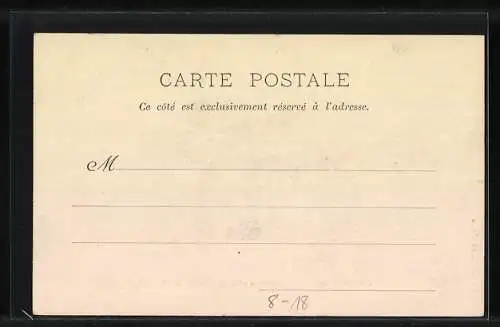 CARTE POSTALE
Ce côté est exclusivement réservé à l'adresse.
M
8-18